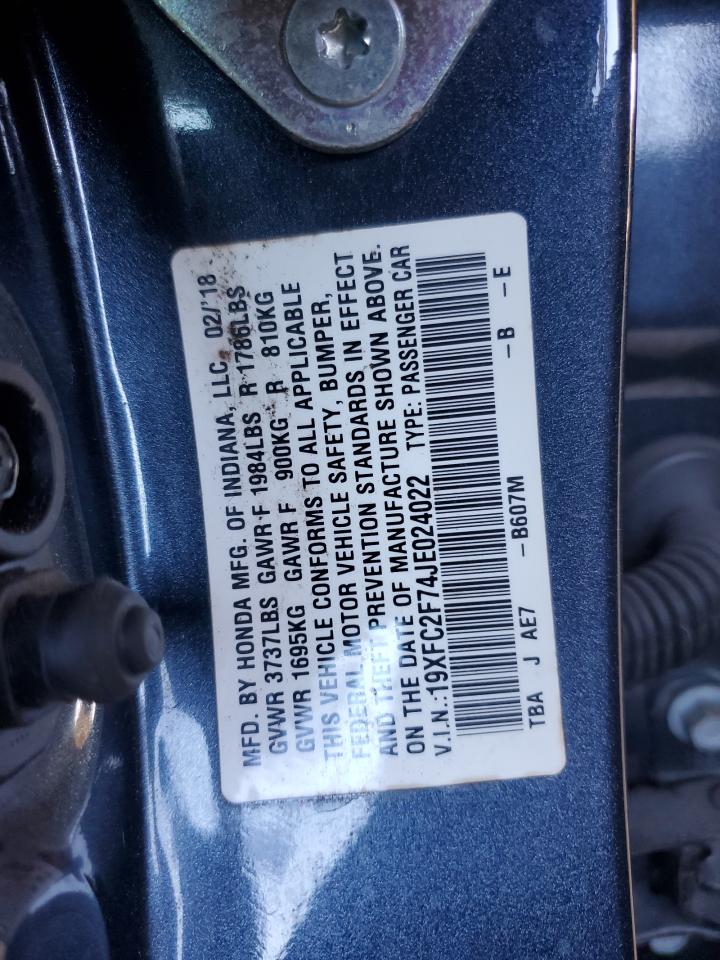 MFD. BY HONDA MFG. OF INDIANA, LLC. 02/'18
GVWR 3737LBS GAWR F 1984LBS R 1786LBS
GVWR 1695KG GAWR F 900KG R 810KG
THIS VEHICLE CONFORMS TO ALL APPLICABLE
FEDERAL MOTOR VEHICLE SAFETY, BUMPER,
AND THEFT PREVENTION STANDARDS IN EFFECT
ON THE DATE OF MANUFACTURE SHOWN ABOVE.
V.I.N.:19XFC2F74JE024022 TYPE: PASSENGER CAR
TBA J AE7 -B607M -B -E